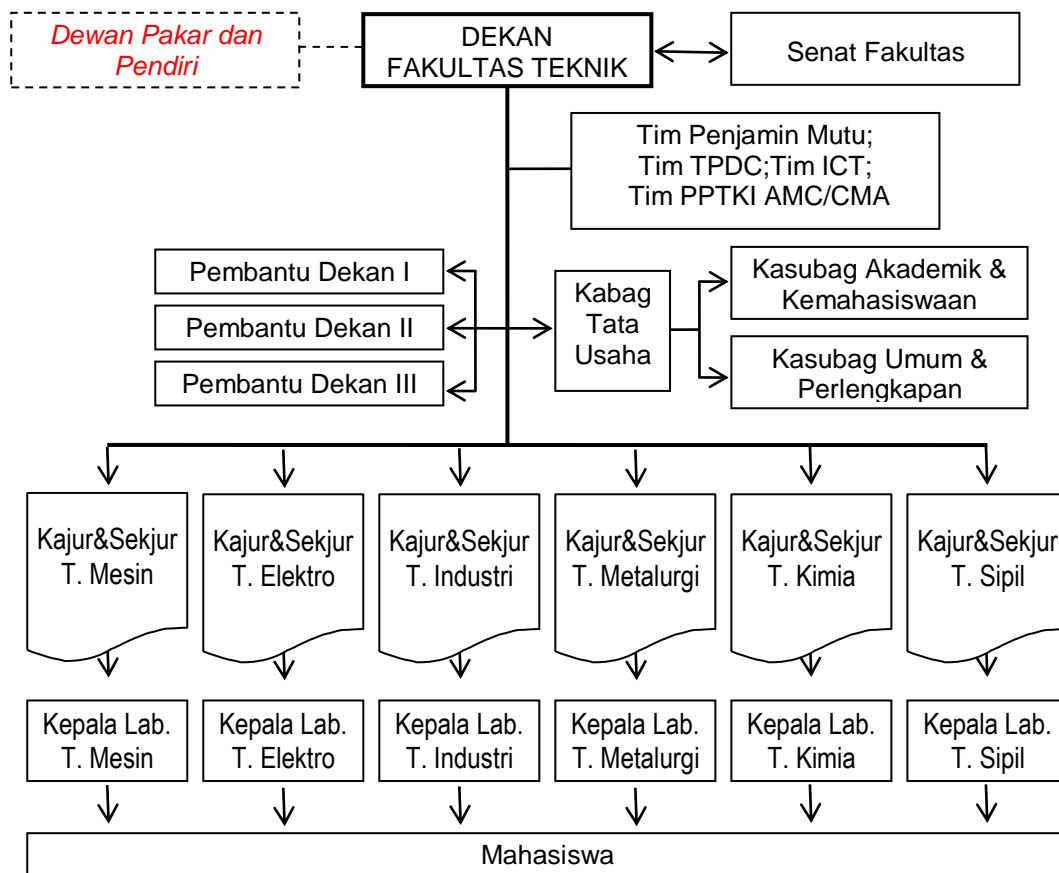 Dewan Pakar dan
Pendiri
DEKAN
FAKULTAS TEKNIK
Senat Fakultas
Tim Penjamin Mutu;
Tim TPDC;Tim ICT;
Tim PPTKI AMC/CMA
Pembantu Dekan I
Pembantu Dekan II
Pembantu Dekan III
Kabag
Tata
Usaha
Kasubag Akademik &
Kemahasiswaan
Kasubag Umum &
Perlengkapan
Kajur&Sekjur
T. Mesin
Kajur&Sekjur
T. Elektro
Kajur&Sekjur
T. Industri
Kajur&Sekjur
T. Metalurgi
Kajur&Sekjur
T. Kimia
Kajur&Sekjur
T. Sipil
Kepala Lab.
T. Mesin
Kepala Lab.
T. Elektro
Kepala Lab.
T. Industri
Kepala Lab.
T. Metalurgi
Kepala Lab.
T. Kimia
Kepala Lab.
T. Sipil
Mahasiswa